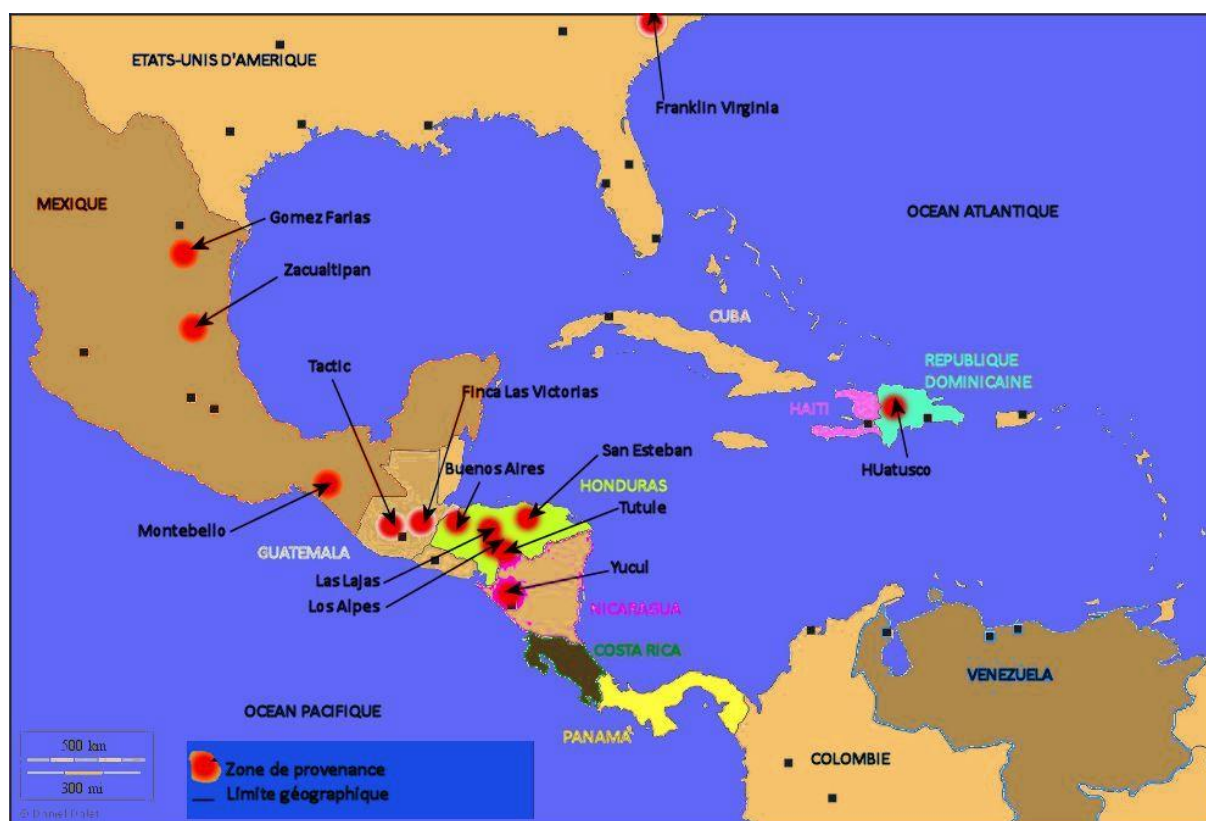 ETATS-UNIS D'AMERIQUE
Franklin Virginia
MEXIQUE
Gomez Farias
OCEAN ATLANTIQUE
Zacualtipan
CUBA
Tactic
Finca Las Victorias
REPUBLIQUE
DOMINICAINE
HAITI
San Esteban
Buenos Aires
HUatusco
HONDURAS
Tutule
Montebello
GUATEMALA
Las Lajas
Yucul
Los Alpes
NICARAGUA
COSTA RICA
VENEZUELA
OCEAN PACIFIQUE
PANAMA
COLOMBIE
500 km
300 mi
Zone de provenance
Limite géographique
© Daniel Dalet